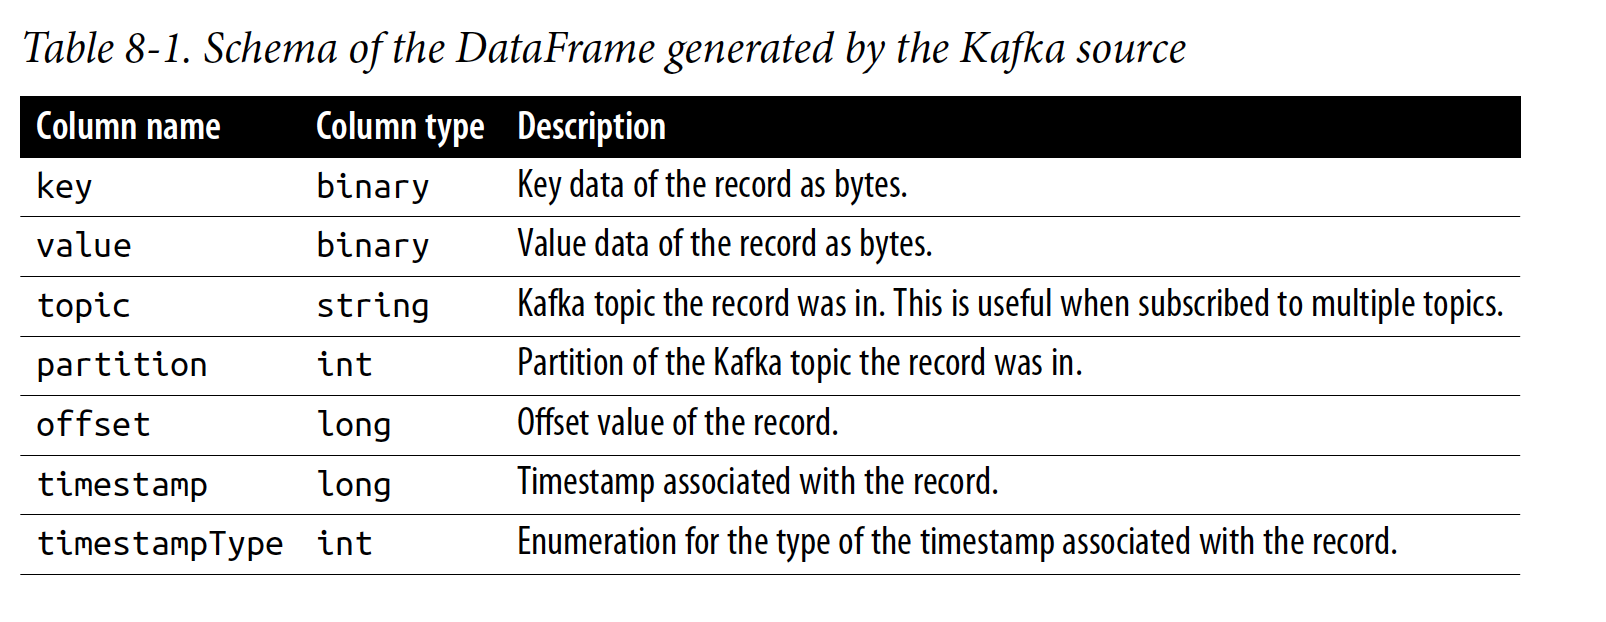 Table 8-1. Schema of the DataFrame generated by the Kafka source
Column name Column type Description
key binary Key data of the record as bytes.
value binary Value data of the record as bytes.
topic string Kafka topic the record was in. This is useful when subscribed to multiple topics.
partition int Partition of the Kafka topic the record was in.
offset long Offset value of the record.
timestamp long Timestamp associated with the record.
timestampType int Enumeration for the type of the timestamp associated with the record.